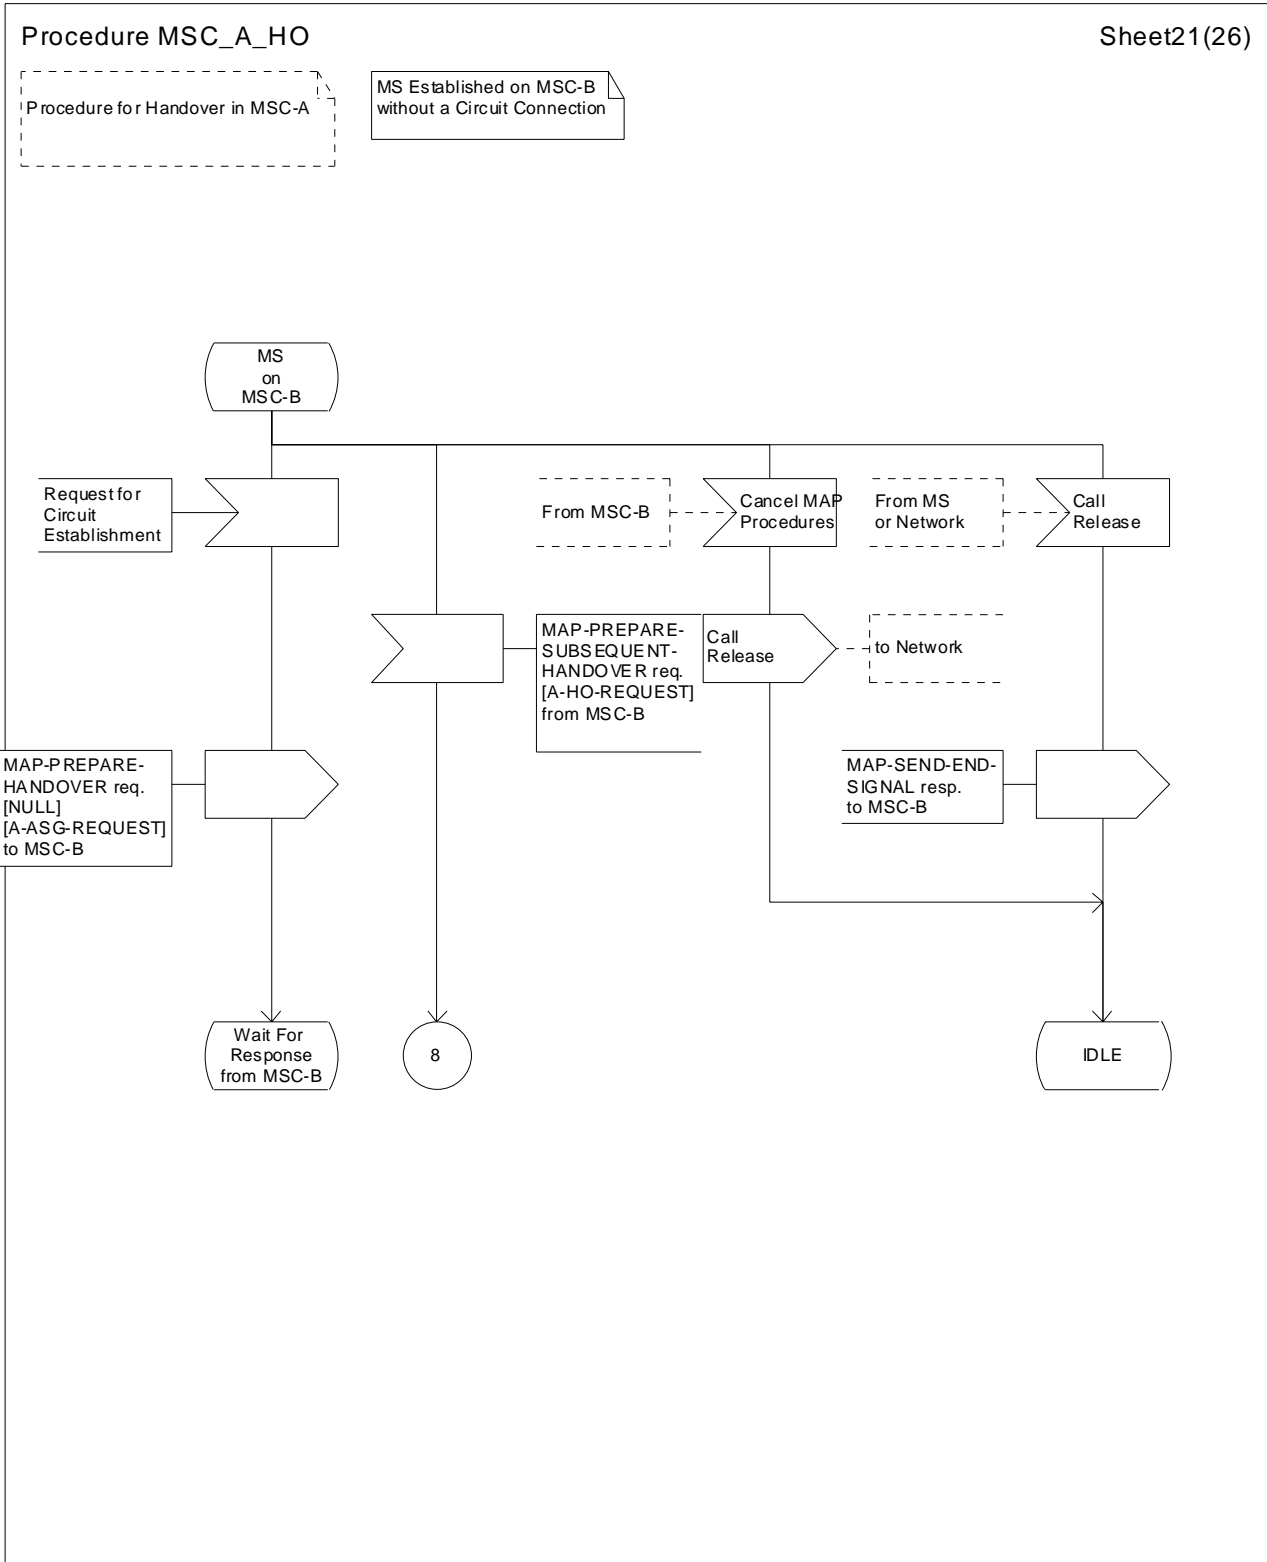 Procedure MSC_A_HO
Sheet21(26)
Procedure for Handover in MSC-A
MS Established on MSC-B
without a Circuit Connection
MS
on
MSC-B
Request for
Circuit
Establishment
From MSC-B
Cancel MAP
Procedures
From MS
or Network
Call
Release
MAP-PREPARE-
SUBSEQUENT-
HANDOVER req.
[A-HO-REQUEST]
from MSC-B
Call
Release
to Network
MAP-PREPARE-
HANDOVER req.
[NULL]
[A-ASG-REQUEST]
to MSC-B
MAP-SEND-END-
SIGNAL resp.
to MSC-B
Wait For
Response
from MSC-B
8
IDLE